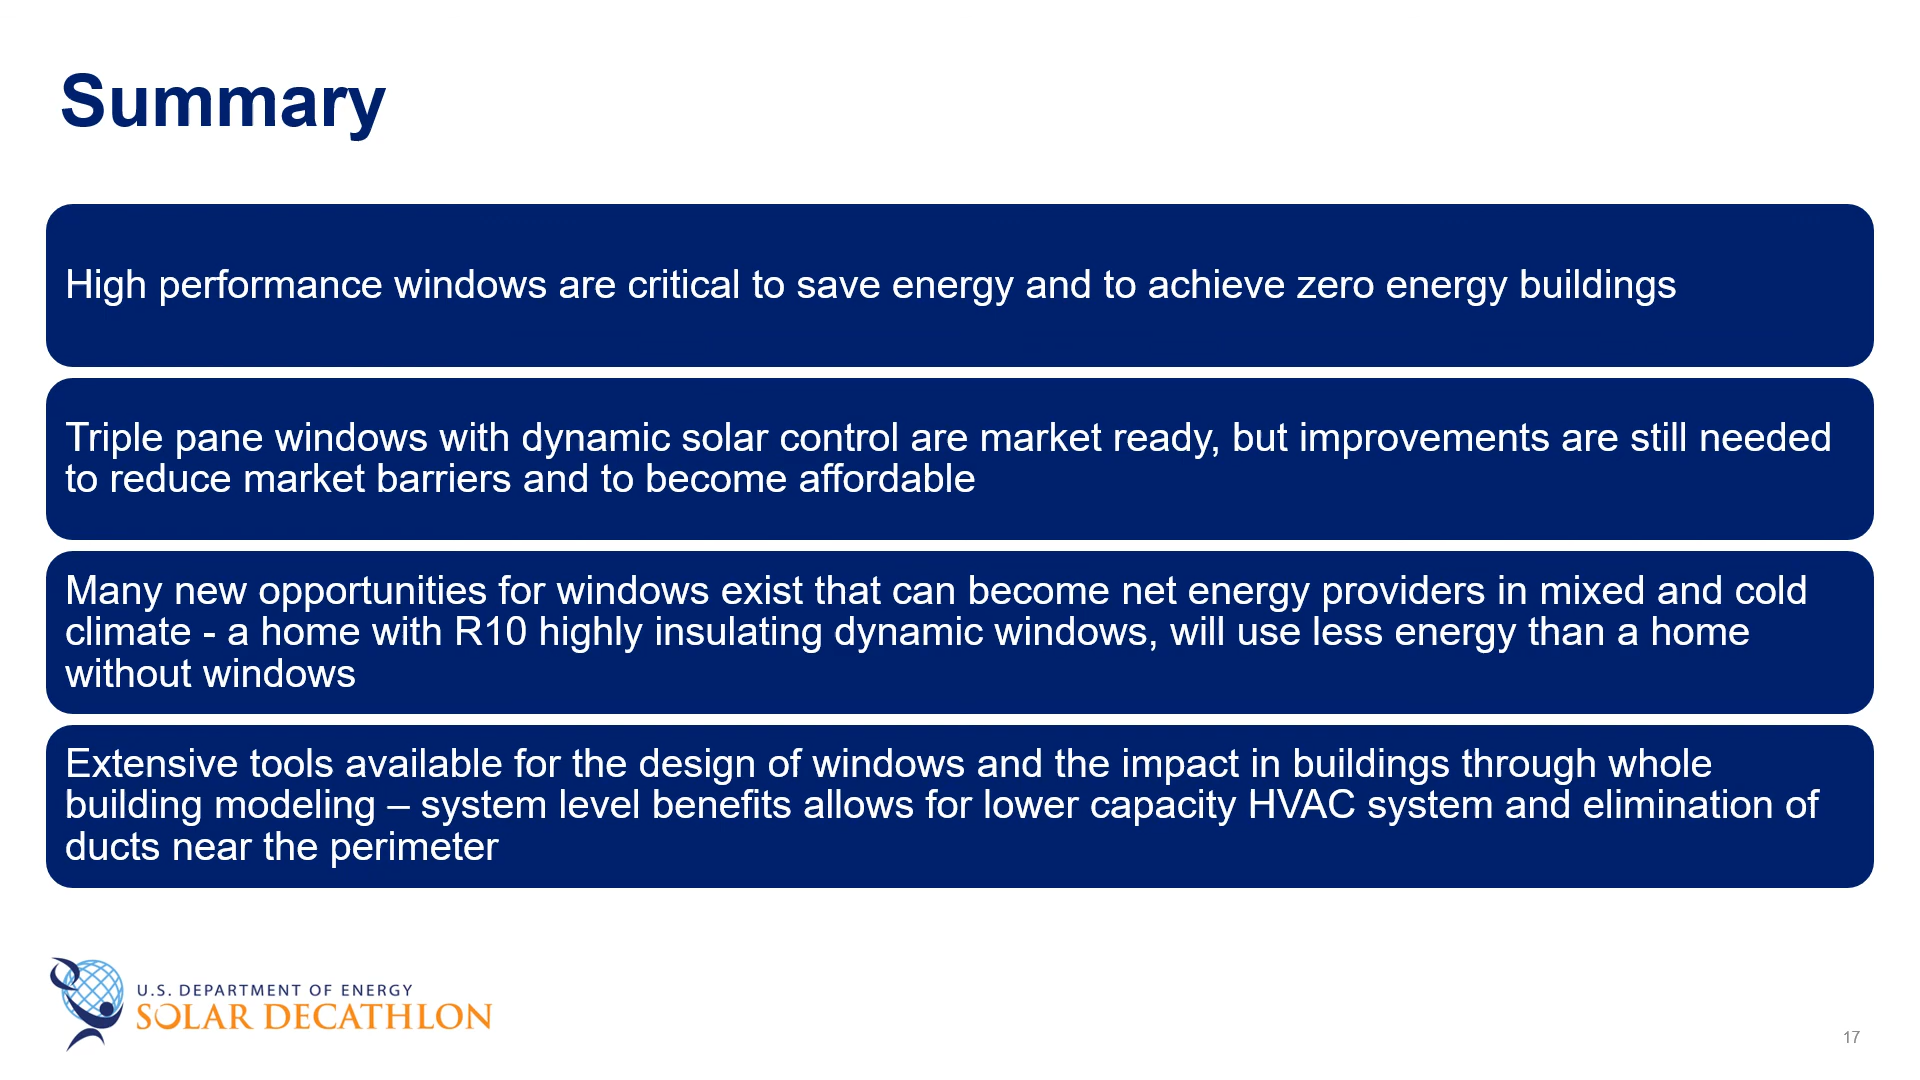 Summary
High performance windows are critical to save energy and to achieve zero energy buildings
Triple pane windows with dynamic solar control are market ready, but improvements are still needed
to reduce market barriers and to become affordable
Many new opportunities for windows exist that can become net energy providers in mixed and cold
climate - a home with R10 highly insulating dynamic windows, will use less energy than a home
without windows
Extensive tools available for the design of windows and the impact in buildings through whole
building modeling – system level benefits allows for lower capacity HVAC system and elimination of
ducts near the perimeter
U.S. DEPARTMENT OF ENERGY
SOLAR DECATHLON
17